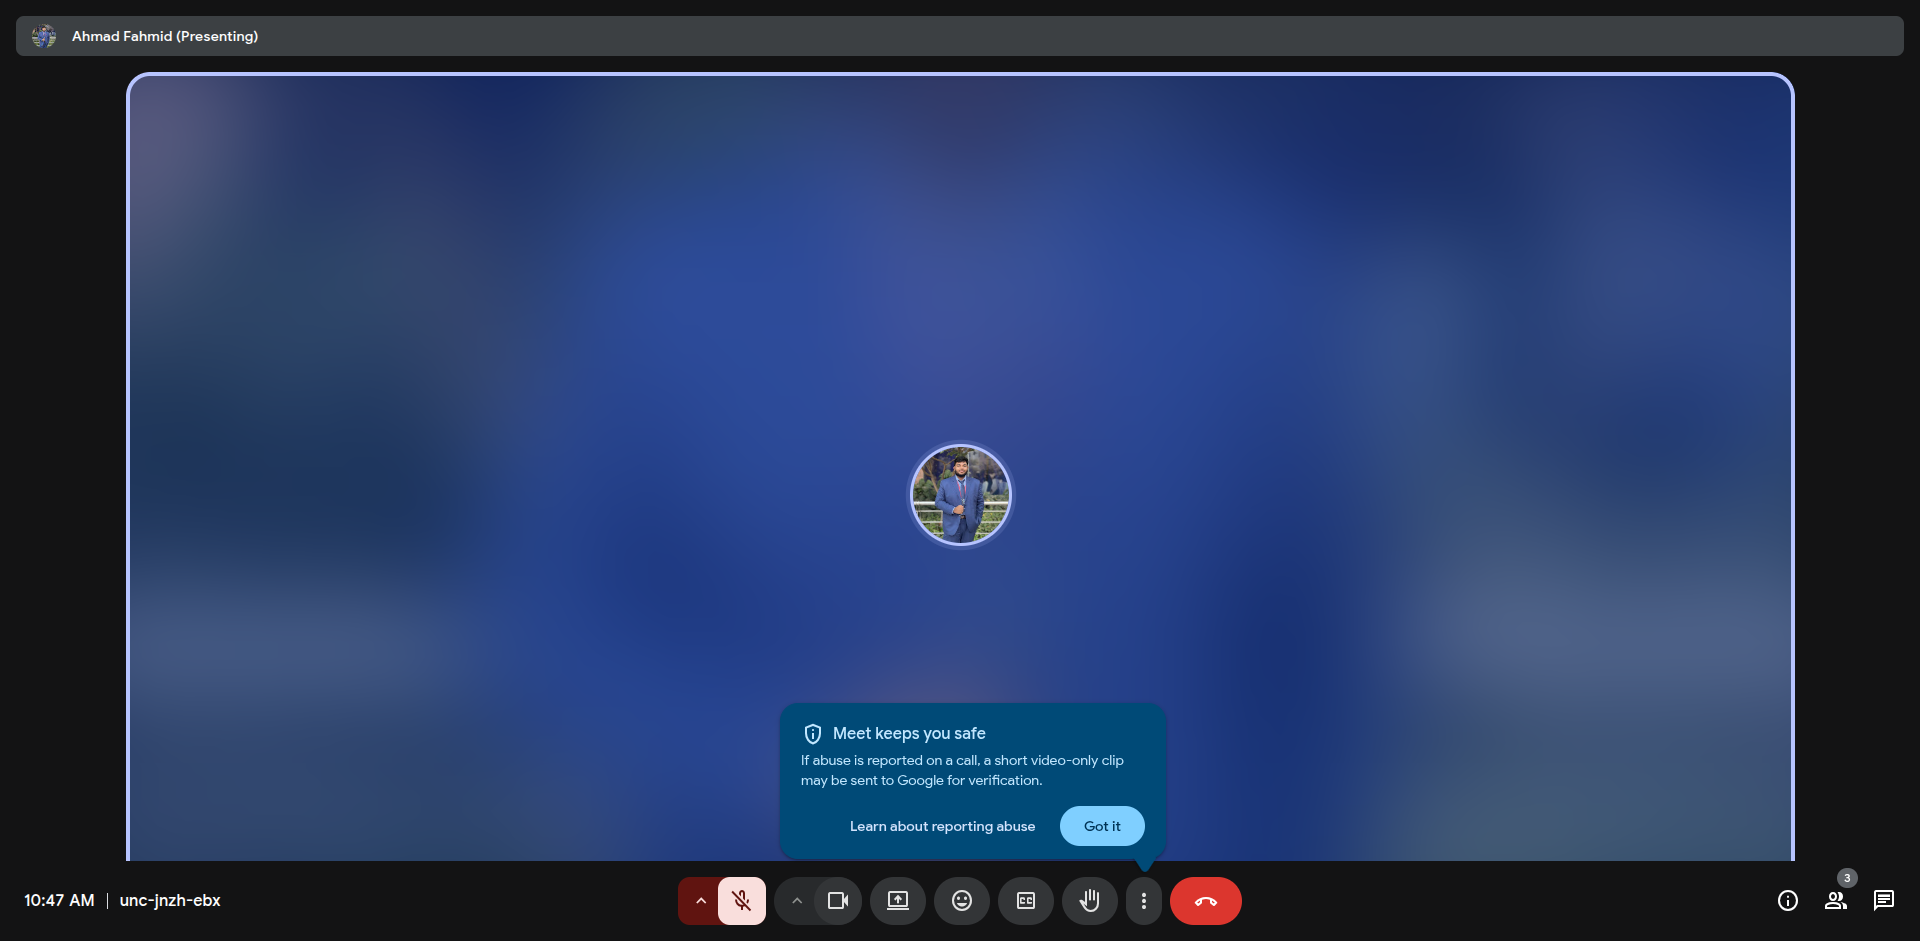 Ahmad Fahmid (Presenting)
Meet keeps you safe
If abuse is reported on a call, a short video-only clip
may be sent to Google for verification.
Learn about reporting abuse
Got it
3
10:47 AM | unc-jnzh-ebx
CC